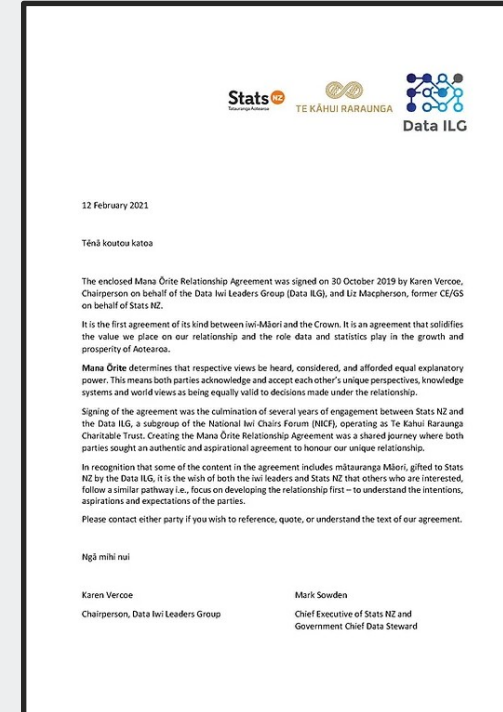 Stats NZ
Tatauranga Aotearoa
TE KĀHUI RARAUNGA
Data ILG
12 February 2021
Tēnā koutou katoa
The enclosed Mana Ōrite Relationship Agreement was signed on 30 October 2019 by Karen Vercoe,
Chairperson on behalf of the Data Iwi Leaders Group (Data ILG), and Liz Macpherson, former CE/GS
on behalf of Stats NZ.
It is the first agreement of its kind between iwi-Māori and the Crown. It is an agreement that solidifies
the value we place on our relationship and the role data and statistics play in the growth and
prosperity of Aotearoa.
Mana Ōrite determines that respective views be heard, considered, and afforded equal explanatory
power. This means both parties acknowledge and accept each other's unique perspectives, knowledge
systems and world views as being equally valid to decisions made under the relationship.
Signing of the agreement was the culmination of several years of engagement between Stats NZ and
the Data ILG, a subgroup of the National Iwi Chairs Forum (NICF), operating as Te Kahui Raraunga
Charitable Trust. Creating the Mana Ōrite Relationship Agreement was a shared journey where both
parties sought an authentic and aspirational agreement to honour our unique relationship.
In recognition that some of the content in the agreement includes mātauranga Māori, gifted to Stats
NZ by the Data ILG, it is the wish of both the iwi leaders and Stats NZ that others who are interested,
follow a similar pathway i.e., focus on developing the relationship first – to understand the intentions,
aspirations and expectations of the parties.
Please contact either party if you wish to reference, quote, or understand the text of our agreement.
Ngā mihi nui
Karen Vercoe
Chairperson, Data Iwi Leaders Group
Mark Sowden
Chief Executive of Stats NZ and
Government Chief Data Steward